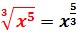 ∛x⁵ = x^(5/3)